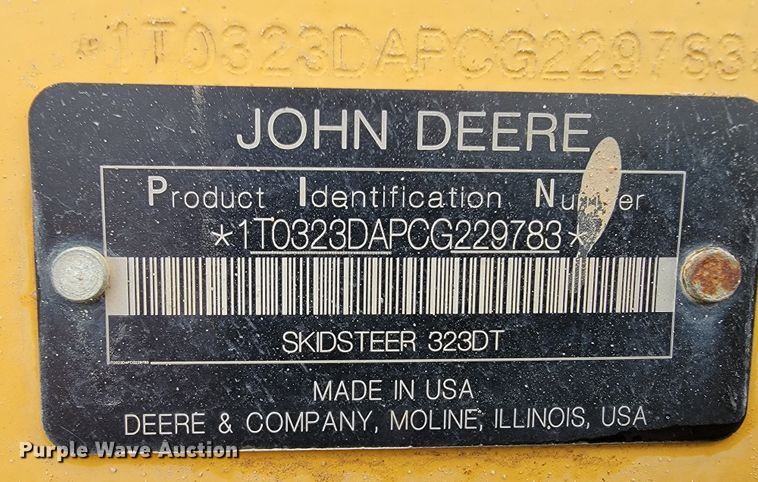 *1T0323DAPCG229783*
JOHN DEERE
Product Identification Number
*1T0323DAPCG229783*
SKIDSTEER 323DT
1T0323DAPCG229783
MADE IN USA
DEERE & COMPANY, MOLINE, ILLINOIS, USA
Purple Wave Auction